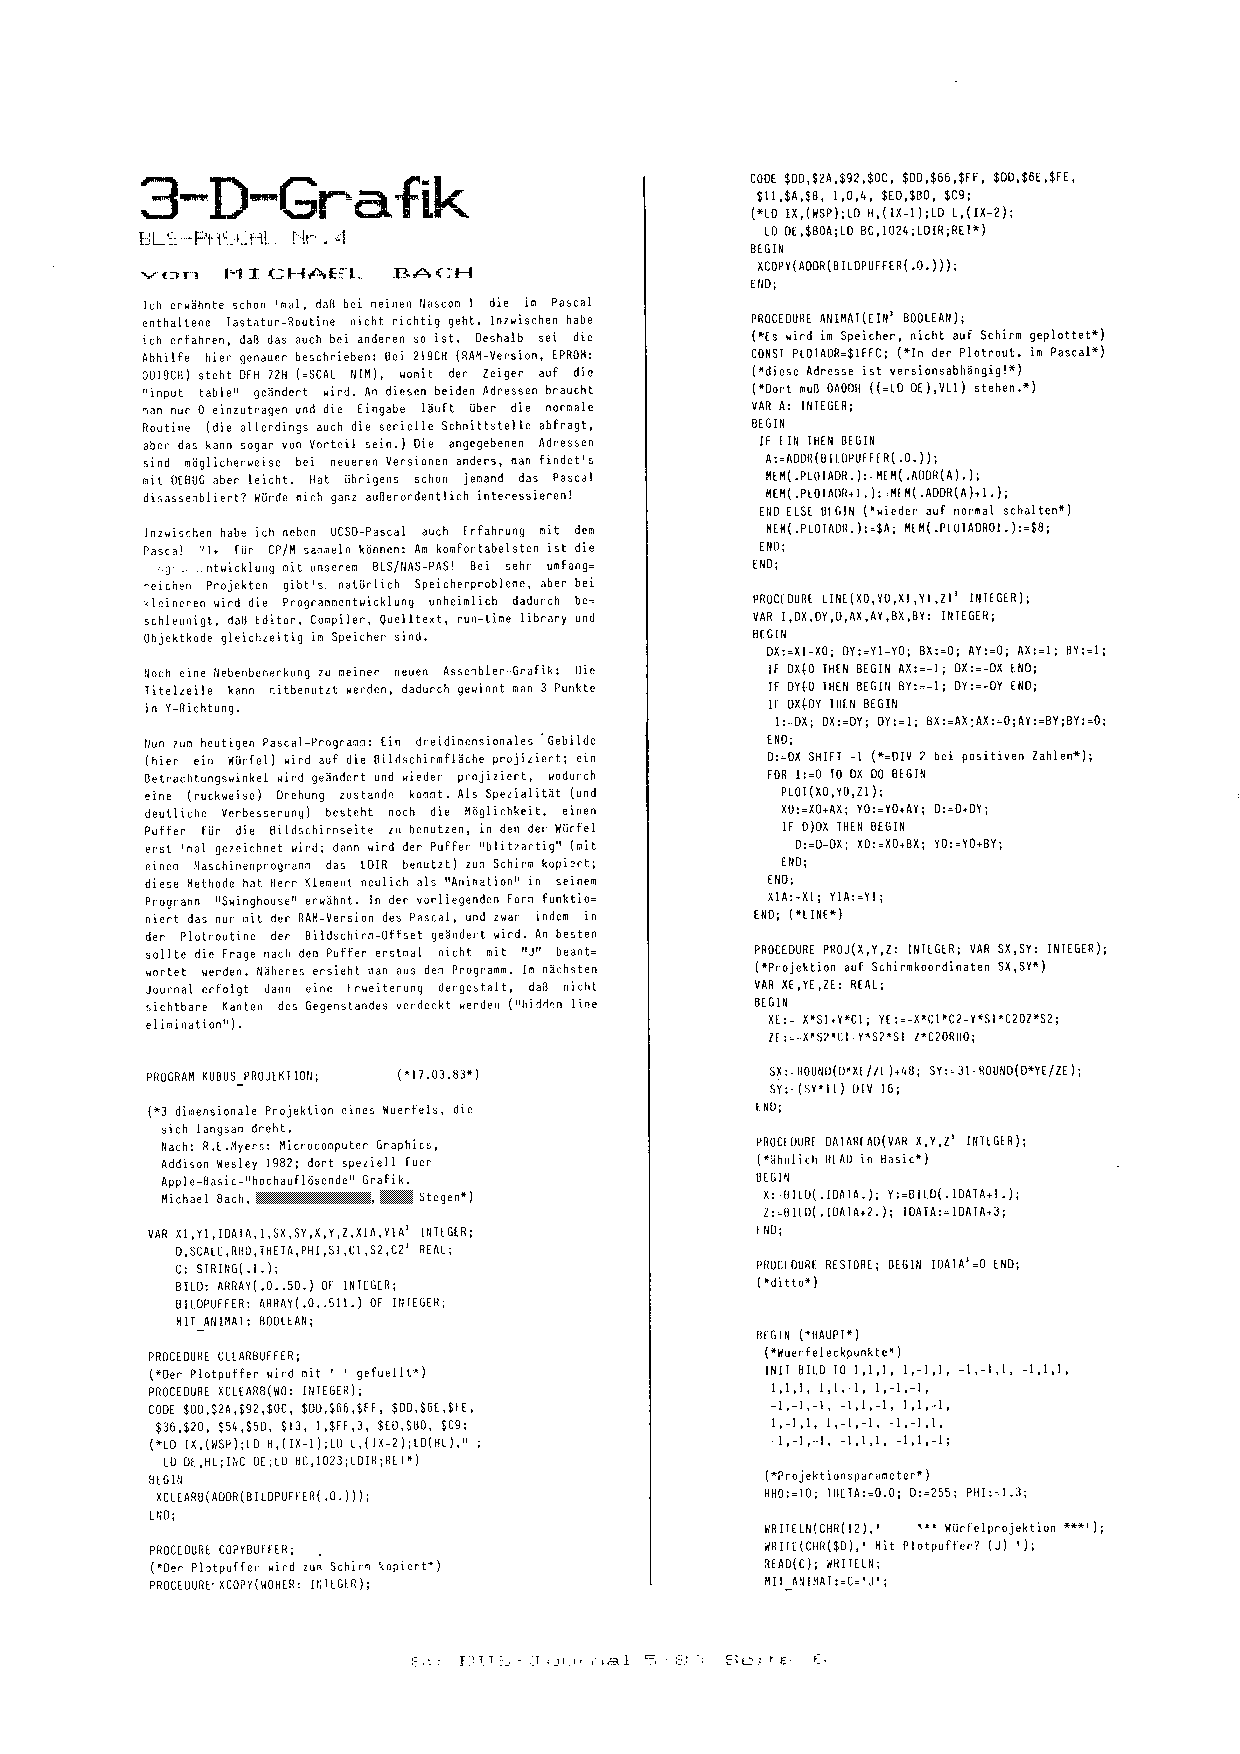 3-D-Grafik
BLS-PASCAL Nr.4
von MICHAEL BACH
Ich erwähnte schon 'mal, daß bei meinen Nascom 1 die im Pascal
enthaltene Tastatur-Routine nicht richtig geht. Inzwischen habe
ich erfahren, daß das auch bei anderen so ist. Deshalb sei die
Abhilfe hier genauer beschrieben: Bei 219CH (RAM-Version, EPROM:
0019CH) steht DFH 72H (=SCAL NIM), womit der Zeiger auf die
"input table" geändert wird. An diesen beiden Adressen braucht
man nur 0 einzutragen und die Eingabe läuft über die normale
Routine (die allerdings auch die serielle Schnittstelle abfragt,
aber das kann sogar von Vorteil sein.) Die angegebenen Adressen
sind möglicherweise bei neueren Versionen anders, man findet's
mit DEBUG aber leicht. Hat übrigens schon jemand das Pascal
disassembliert? Würde mich ganz außerordentlich interessieren!
Inzwischen habe ich neben UCSD-Pascal auch Erfahrung mit dem
Pascal für CP/M sammeln können: Am komfortabelsten ist die
ntwicklung mit unserem BLS/NAS-PAS! Bei sehr umfang=
reichen Projekten gibt's natürlich Speicherprobleme, aber bei
kleineren wird die Programmentwicklung unheimlich dadurch be=
schleunigt, daß Editor, Compiler, Quelltext, run-time library und
Objektkode gleichzeitig im Speicher sind.
Noch eine Nebenbemerkung zu meiner neuen Assembler-Grafik: Die
Titelzeile kann mitbenutzt werden, dadurch gewinnt man 3 Punkte
in Y-Richtung.
Nun zum heutigen Pascal-Programm: Ein dreidimensionales Gebilde
(hier ein Würfel) wird auf die Bildschirmfläche projiziert; ein
Betrachtungswinkel wird geändert und wieder projiziert, wodurch
eine (ruckweise) Drehung zustande kommt. Als Spezialität (und
deutliche Verbesserung) besteht noch die Möglichkeit, einen
Puffer für die Bildschirmseite zu benutzen, in den der Würfel
erst 'mal gezeichnet wird; dann wird der Puffer "blitzartig" (mit
einem Maschinenprogramm das LDIR benutzt) zum Schirm kopiert;
diese Methode hat Herr Klement neulich als "Animation" in seinem
Programm "Swinghouse" erwähnt. In der vorliegenden Form funktio=
niert das nur mit der RAM-Version des Pascal, und zwar indem in
der Plotroutine der Bildschirm-Offset geändert wird. Am besten
sollte die Frage nach dem Puffer erstmal nicht mit "J" beant=
wortet werden. Näheres ersieht man aus dem Programm. Im nächsten
Journal erfolgt dann eine Erweiterung dergestalt, daß nicht
sichtbare Kanten des Gegenstandes verdeckt werden ("hidden line
elimination").
PROGRAM KUBUS_PROJEKTION; (*17.03.83*)
(*3 dimensionale Projektion eines Wuerfels, die
sich langsam dreht.
Nach: R.E.Myers: Microcomputer Graphics,
Addison Wesley 1982; dort speziell fuer
Apple-Basic-"hochauflösende" Grafik.
Michael Bach, , Stegen*)
VAR X1,Y1,IDATA,I,SX,SY,X,Y,Z,X1A,Y1A: INTEGER;
D,SCALE,RHO,THETA,PHI,S1,C1,S2,C2: REAL;
C: STRING(.1.);
BILD: ARRAY(.0..50.) OF INTEGER;
BILDPUFFER: ARRAY(.0..511.) OF INTEGER;
MIT_ANIMAT: BOOLEAN;
PROCEDURE CLEARBUFFER;
(*Der Plotpuffer wird mit ' ' gefuellt*)
PROCEDURE XCLEARB(WO: INTEGER);
CODE $DD,$2A,$92,$0C, $DD,$66,$FF, $DD,$6E,$FE,
$36,$20, $54,$5D, $13, 1,$FF,3, $ED,$B0, $C9;
(*LD IX,(WSP);LD H,(IX-1);LD L,(IX-2);LD(HL)," ;
LD DE,HL;INC DE;LD BC,1023;LDIR;RET*)
BEGIN
XCLEARB(ADDR(BILDPUFFER(.0.)));
END;
PROCEDURE COPYBUFFER;
(*Der Plotpuffer wird zum Schirm kopiert*)
PROCEDURE XCOPY(WOHER: INTEGER);
CODE $DD,$2A,$92,$0C, $DD,$66,$FF, $DD,$6E,$FE,
$11,$A,$8, 1,0,4, $ED,$B0, $C9;
(*LD IX,(WSP);LD H,(IX-1);LD L,(IX-2);
LD DE,$80A;LD BC,1024;LDIR;RET*)
BEGIN
XCOPY(ADDR(BILDPUFFER(.0.)));
END;
PROCEDURE ANIMAT(EIN: BOOLEAN);
(*Es wird im Speicher, nicht auf Schirm geplottet*)
CONST PLOTADR=$1FFC; (*In der Plotrout. im Pascal*)
(*diese Adresse ist versionsabhängig!*)
(*Dort muß 0A0DH ((=LD DE),VL1) stehen.*)
VAR A: INTEGER;
BEGIN
IF EIN THEN BEGIN
A:=ADDR(BILDPUFFER(.0.));
MEM(.PLOTADR.):=MEM(.ADDR(A).);
MEM(.PLOTADR+1.):=MEM(.ADDR(A)+1.);
END ELSE BEGIN (*wieder auf normal schalten*)
MEM(.PLOTADR.):=$A; MEM(.PLOTADR01.):=$8;
END;
END;
PROCEDURE LINE(X0,Y0,X1,Y1,Z1: INTEGER);
VAR I,DX,DY,D,AX,AY,BX,BY: INTEGER;
BEGIN
DX:=X1-X0; DY:=Y1-Y0; BX:=0; AY:=0; AX:=1; BY:=1;
IF DX<0 THEN BEGIN AX:=-1; DX:=-DX END;
IF DY<0 THEN BEGIN BY:=-1; DY:=-DY END;
IF DX<DY THEN BEGIN
I:=DX; DX:=DY; DY:=I; BX:=AX;AX:=0;AY:=BY;BY:=0;
END;
D:=DX SHIFT -1 (*=DIV 2 bei positiven Zahlen*);
FOR I:=0 TO DX DO BEGIN
PLOT(X0,Y0,Z1);
X0:=X0+AX; Y0:=Y0+AY; D:=D+DY;
IF D>DX THEN BEGIN
D:=D-DX; X0:=X0+BX; Y0:=Y0+BY;
END;
END;
X1A:=X1; Y1A:=Y1;
END; (*LINE*)
PROCEDURE PROJ(X,Y,Z: INTEGER; VAR SX,SY: INTEGER);
(*Projektion auf Schirmkoordinaten SX,SY*)
VAR XE,YE,ZE: REAL;
BEGIN
XE:=-X*S1+Y*C1; YE:=-X*C1*C2-Y*S1*C20Z*S2;
ZE:=-X*S2*C1-Y*S2*S1-Z*C20RHO;
SX:=ROUND(D*XE/ZE)+48; SY:=31-ROUND(D*YE/ZE);
SY:=(SY*11) DIV 16;
END;
PROCEDURE DATAREAD(VAR X,Y,Z: INTEGER);
(*ähnlich READ in Basic*)
BEGIN
X:=BILD(.IDATA.); Y:=BILD(.IDATA+1.);
Z:=BILD(.IDATA+2.); IDATA:=IDATA+3;
END;
PROCEDURE RESTORE; BEGIN IDATA:=0 END;
(*ditto*)
BEGIN (*HAUPT*)
(*Wuerfeleckpunkte*)
INIT BILD TO 1,1,1, 1,-1,1, -1,-1,1, -1,1,1,
1,1,1, 1,1,-1, 1,-1,-1,
-1,-1,-1, -1,1,-1, 1,1,-1,
1,-1,1, 1,-1,-1, -1,-1,1,
-1,-1,-1, -1,1,1, -1,1,-1;
(*Projektionsparameter*)
RHO:=10; THETA:=0.0; D:=255; PHI:=1.3;
WRITELN(CHR(12),' *** Würfelprojektion ***');
WRITE(CHR($D),' Mit Plotpuffer? (J) ');
READ(C); WRITELN;
MIT_ANIMAT:=C='J';